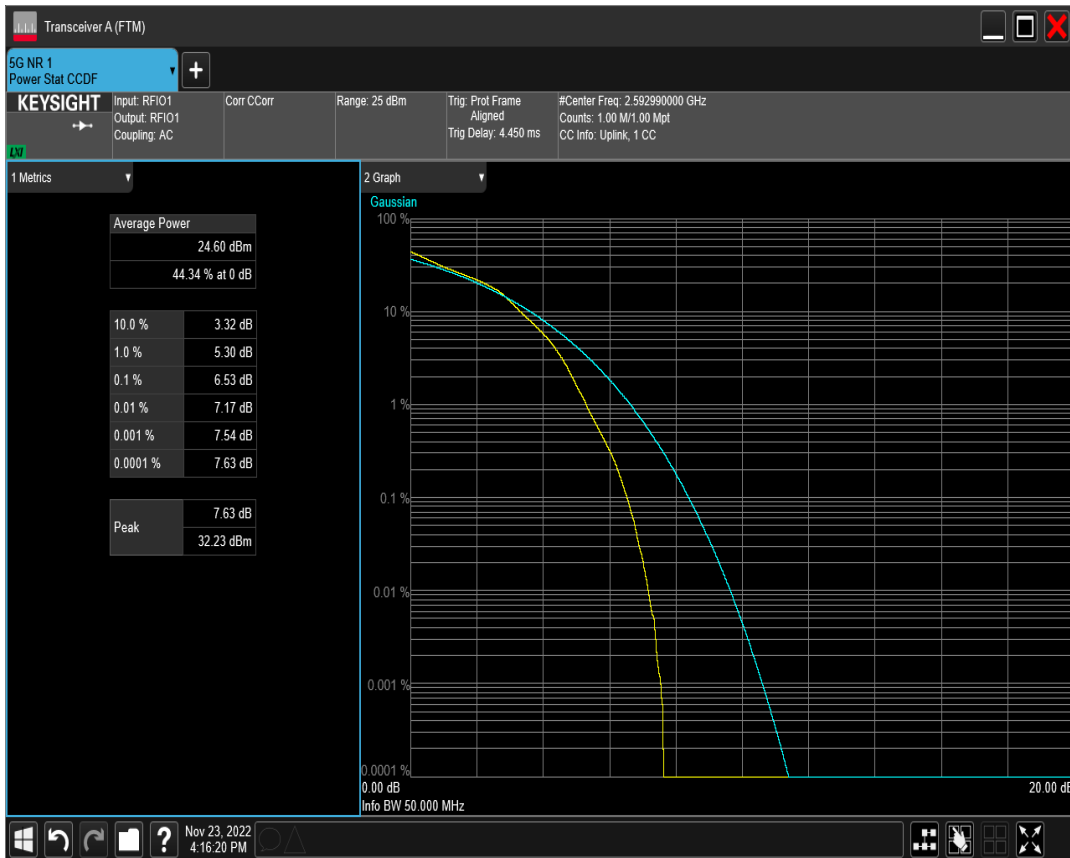 Transceiver A (FTM)
5G NR 1
Power Stat CCDF
+
KEYSIGHT
LXI
Input: RFIO1
Output: RFIO1
Coupling: AC
Corr CCorr
Range: 25 dBm
Trig: Prot Frame
Aligned
Trig Delay: 4.450 ms
#Center Freq: 2.592990000 GHz
Counts: 1.00 M/1.00 Mpt
CC Info: Uplink, 1 CC
1 Metrics
Average Power
24.60 dBm
44.34 % at 0 dB
10.0 % 3.32 dB
1.0 % 5.30 dB
0.1 % 6.53 dB
0.01 % 7.17 dB
0.001 % 7.54 dB
0.0001 % 7.63 dB
Peak 7.63 dB
32.23 dBm
2 Graph
Gaussian
100 %
10 %
1 %
0.1 %
0.01 %
0.001 %
0.0001 %
0.00 dB 20.00 dB
Info BW 50.000 MHz
? Nov 23, 2022
4:16:20 PM